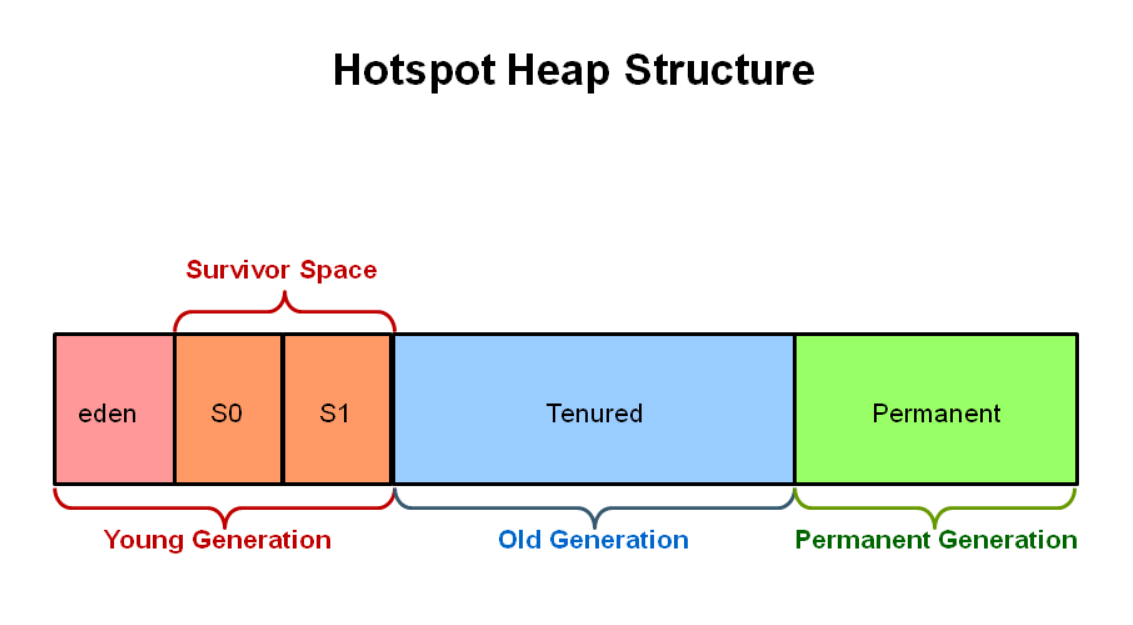 Hotspot Heap Structure
Survivor Space
eden
S0
S1
Tenured
Permanent
Young Generation
Old Generation
Permanent Generation